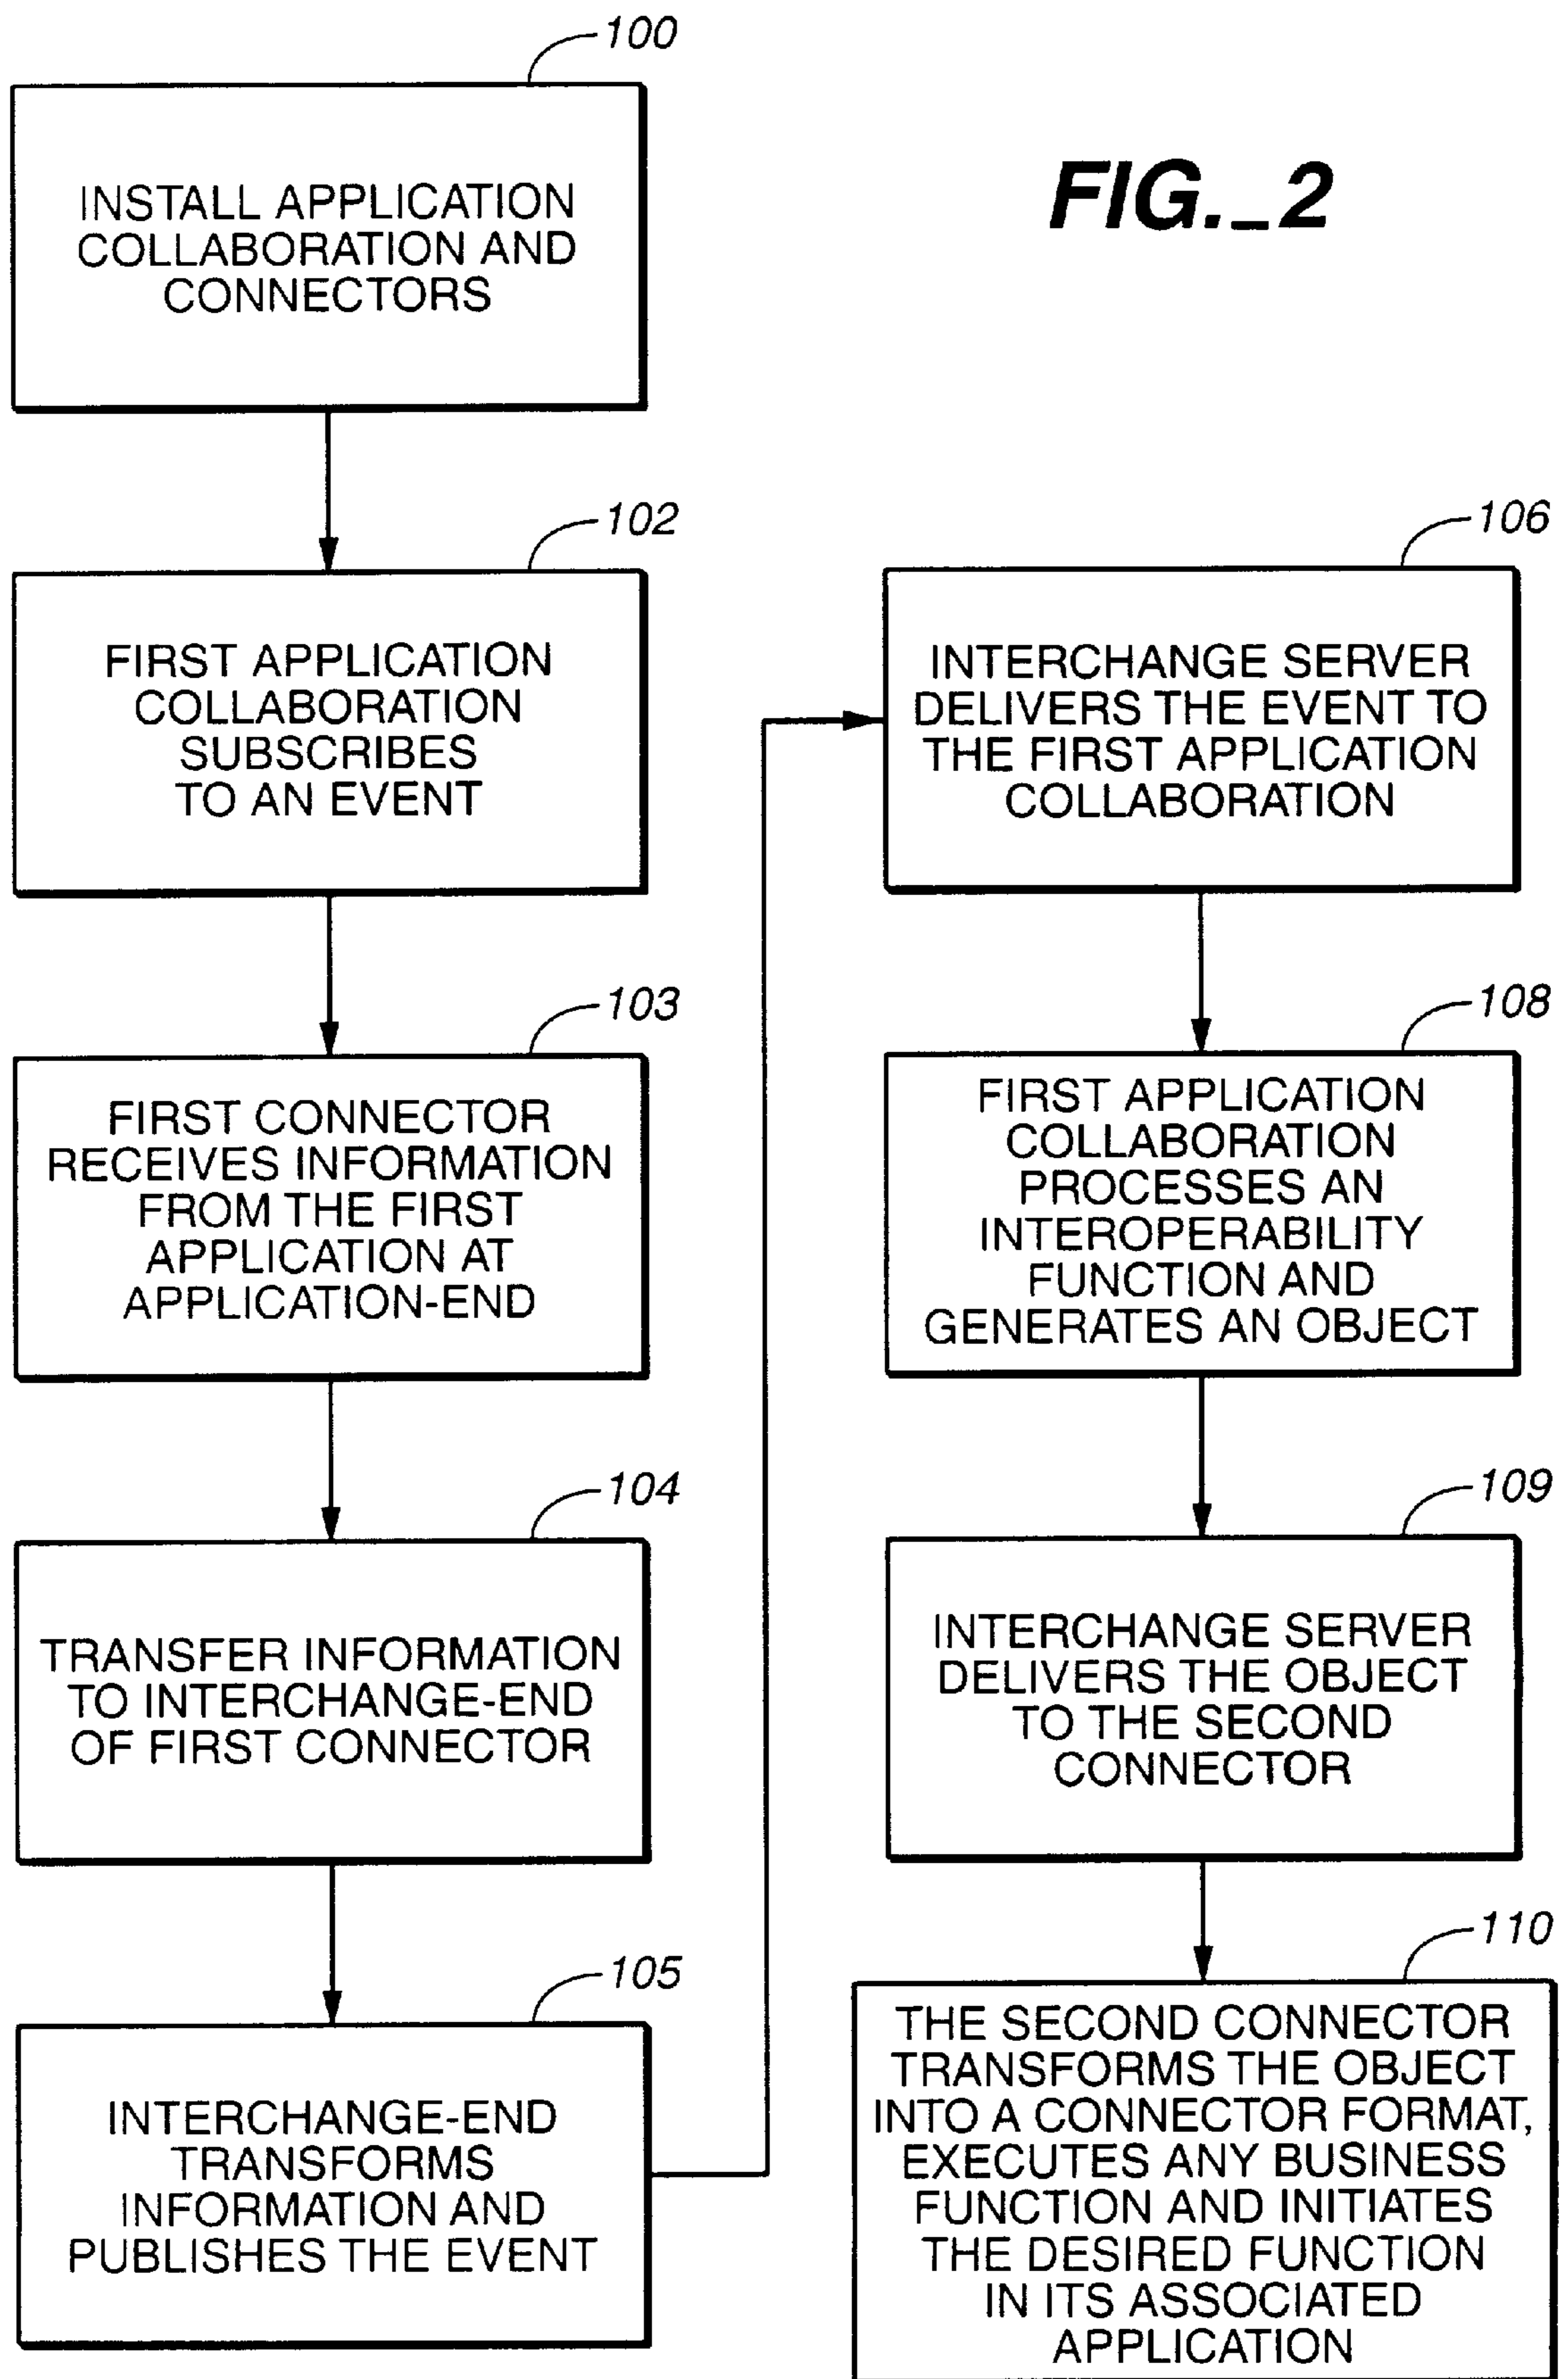 100
INSTALL APPLICATION
COLLABORATION AND
CONNECTORS
FIG._2
102
FIRST APPLICATION
COLLABORATION
SUBSCRIBES
TO AN EVENT
103
FIRST CONNECTOR
RECEIVES INFORMATION
FROM THE FIRST
APPLICATION AT
APPLICATION-END
104
TRANSFER INFORMATION
TO INTERCHANGE-END
OF FIRST CONNECTOR
105
INTERCHANGE-END
TRANSFORMS
INFORMATION AND
PUBLISHES THE EVENT
106
INTERCHANGE SERVER
DELIVERS THE EVENT TO
THE FIRST APPLICATION
COLLABORATION
108
FIRST APPLICATION
COLLABORATION
PROCESSES AN
INTEROPERABILITY
FUNCTION AND
GENERATES AN OBJECT
109
INTERCHANGE SERVER
DELIVERS THE OBJECT
TO THE SECOND
CONNECTOR
110
THE SECOND CONNECTOR
TRANSFORMS THE OBJECT
INTO A CONNECTOR FORMAT,
EXECUTES ANY BUSINESS
FUNCTION AND INITIATES
THE DESIRED FUNCTION
IN ITS ASSOCIATED
APPLICATION